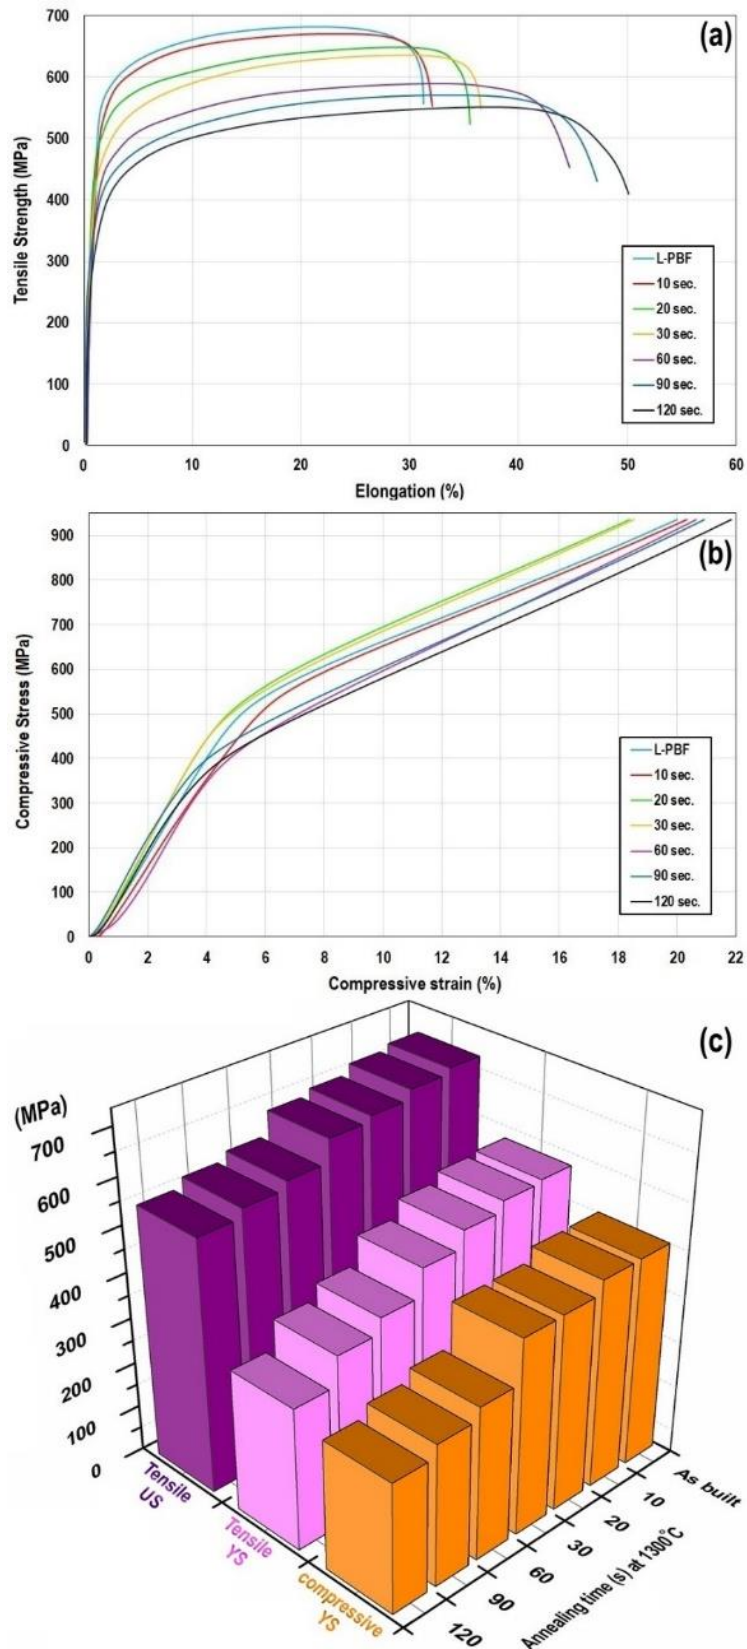 700
(a)
600
500
400
300
200
100
0
Tensile Strength (MPa)
L-PBF
10 sec.
20 sec.
30 sec.
60 sec.
90 sec.
120 sec.
0 10 20 30 40 50 60
Elongation (%)
900
(b)
800
700
600
500
400
300
200
100
0
Compressive Stress (MPa)
L-PBF
10 sec.
20 sec.
30 sec.
60 sec.
90 sec.
120 sec.
0 2 4 6 8 10 12 14 16 18 20 22
Compressive strain (%)
(c)
(MPa)
700
600
500
400
300
200
100
0
Tensile
US
Tensile
YS
compressive
YS
As built
10
20
30
60
90
120
Annealing time (s) at 1300°C